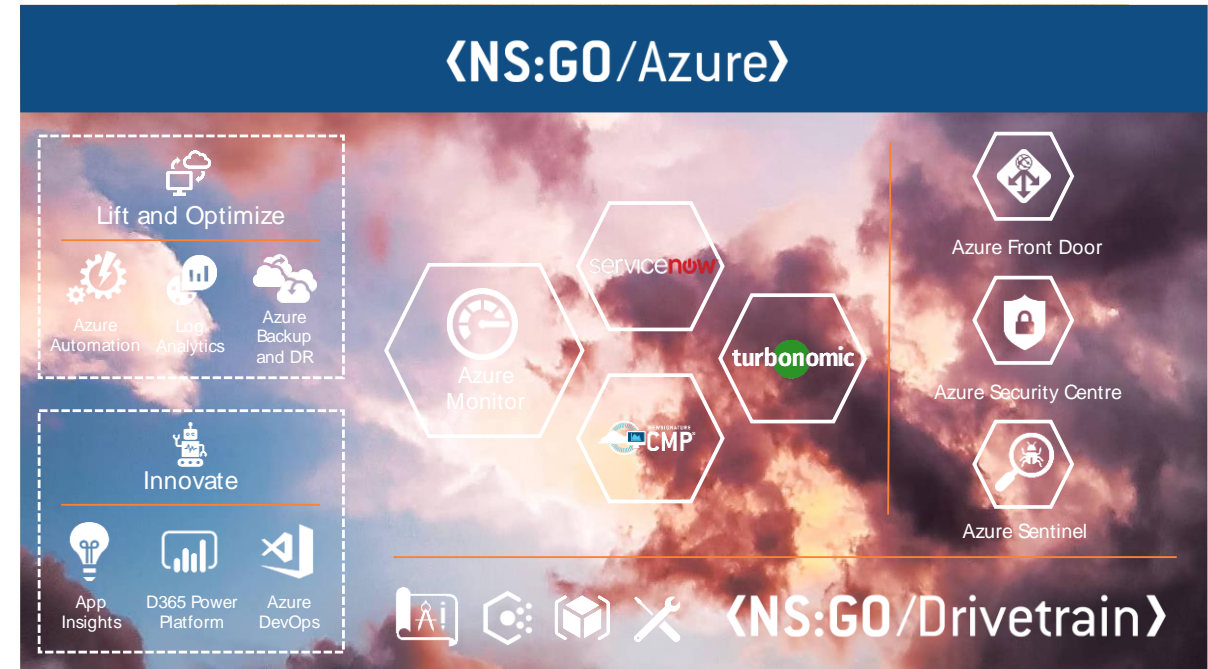 ❮NS:GO/Azure❯
Lift and Optimize
Azure
Automation
Log
Analytics
Azure
Backup
and DR
Innovate
App
Insights
D365 Power
Platform
Azure
DevOps
Azure
Monitor
servicenow
turbonomic
NEWSIGNATURE
CMP®
Azure Front Door
Azure Security Centre
Azure Sentinel
❮NS:GO/Drivetrain❯